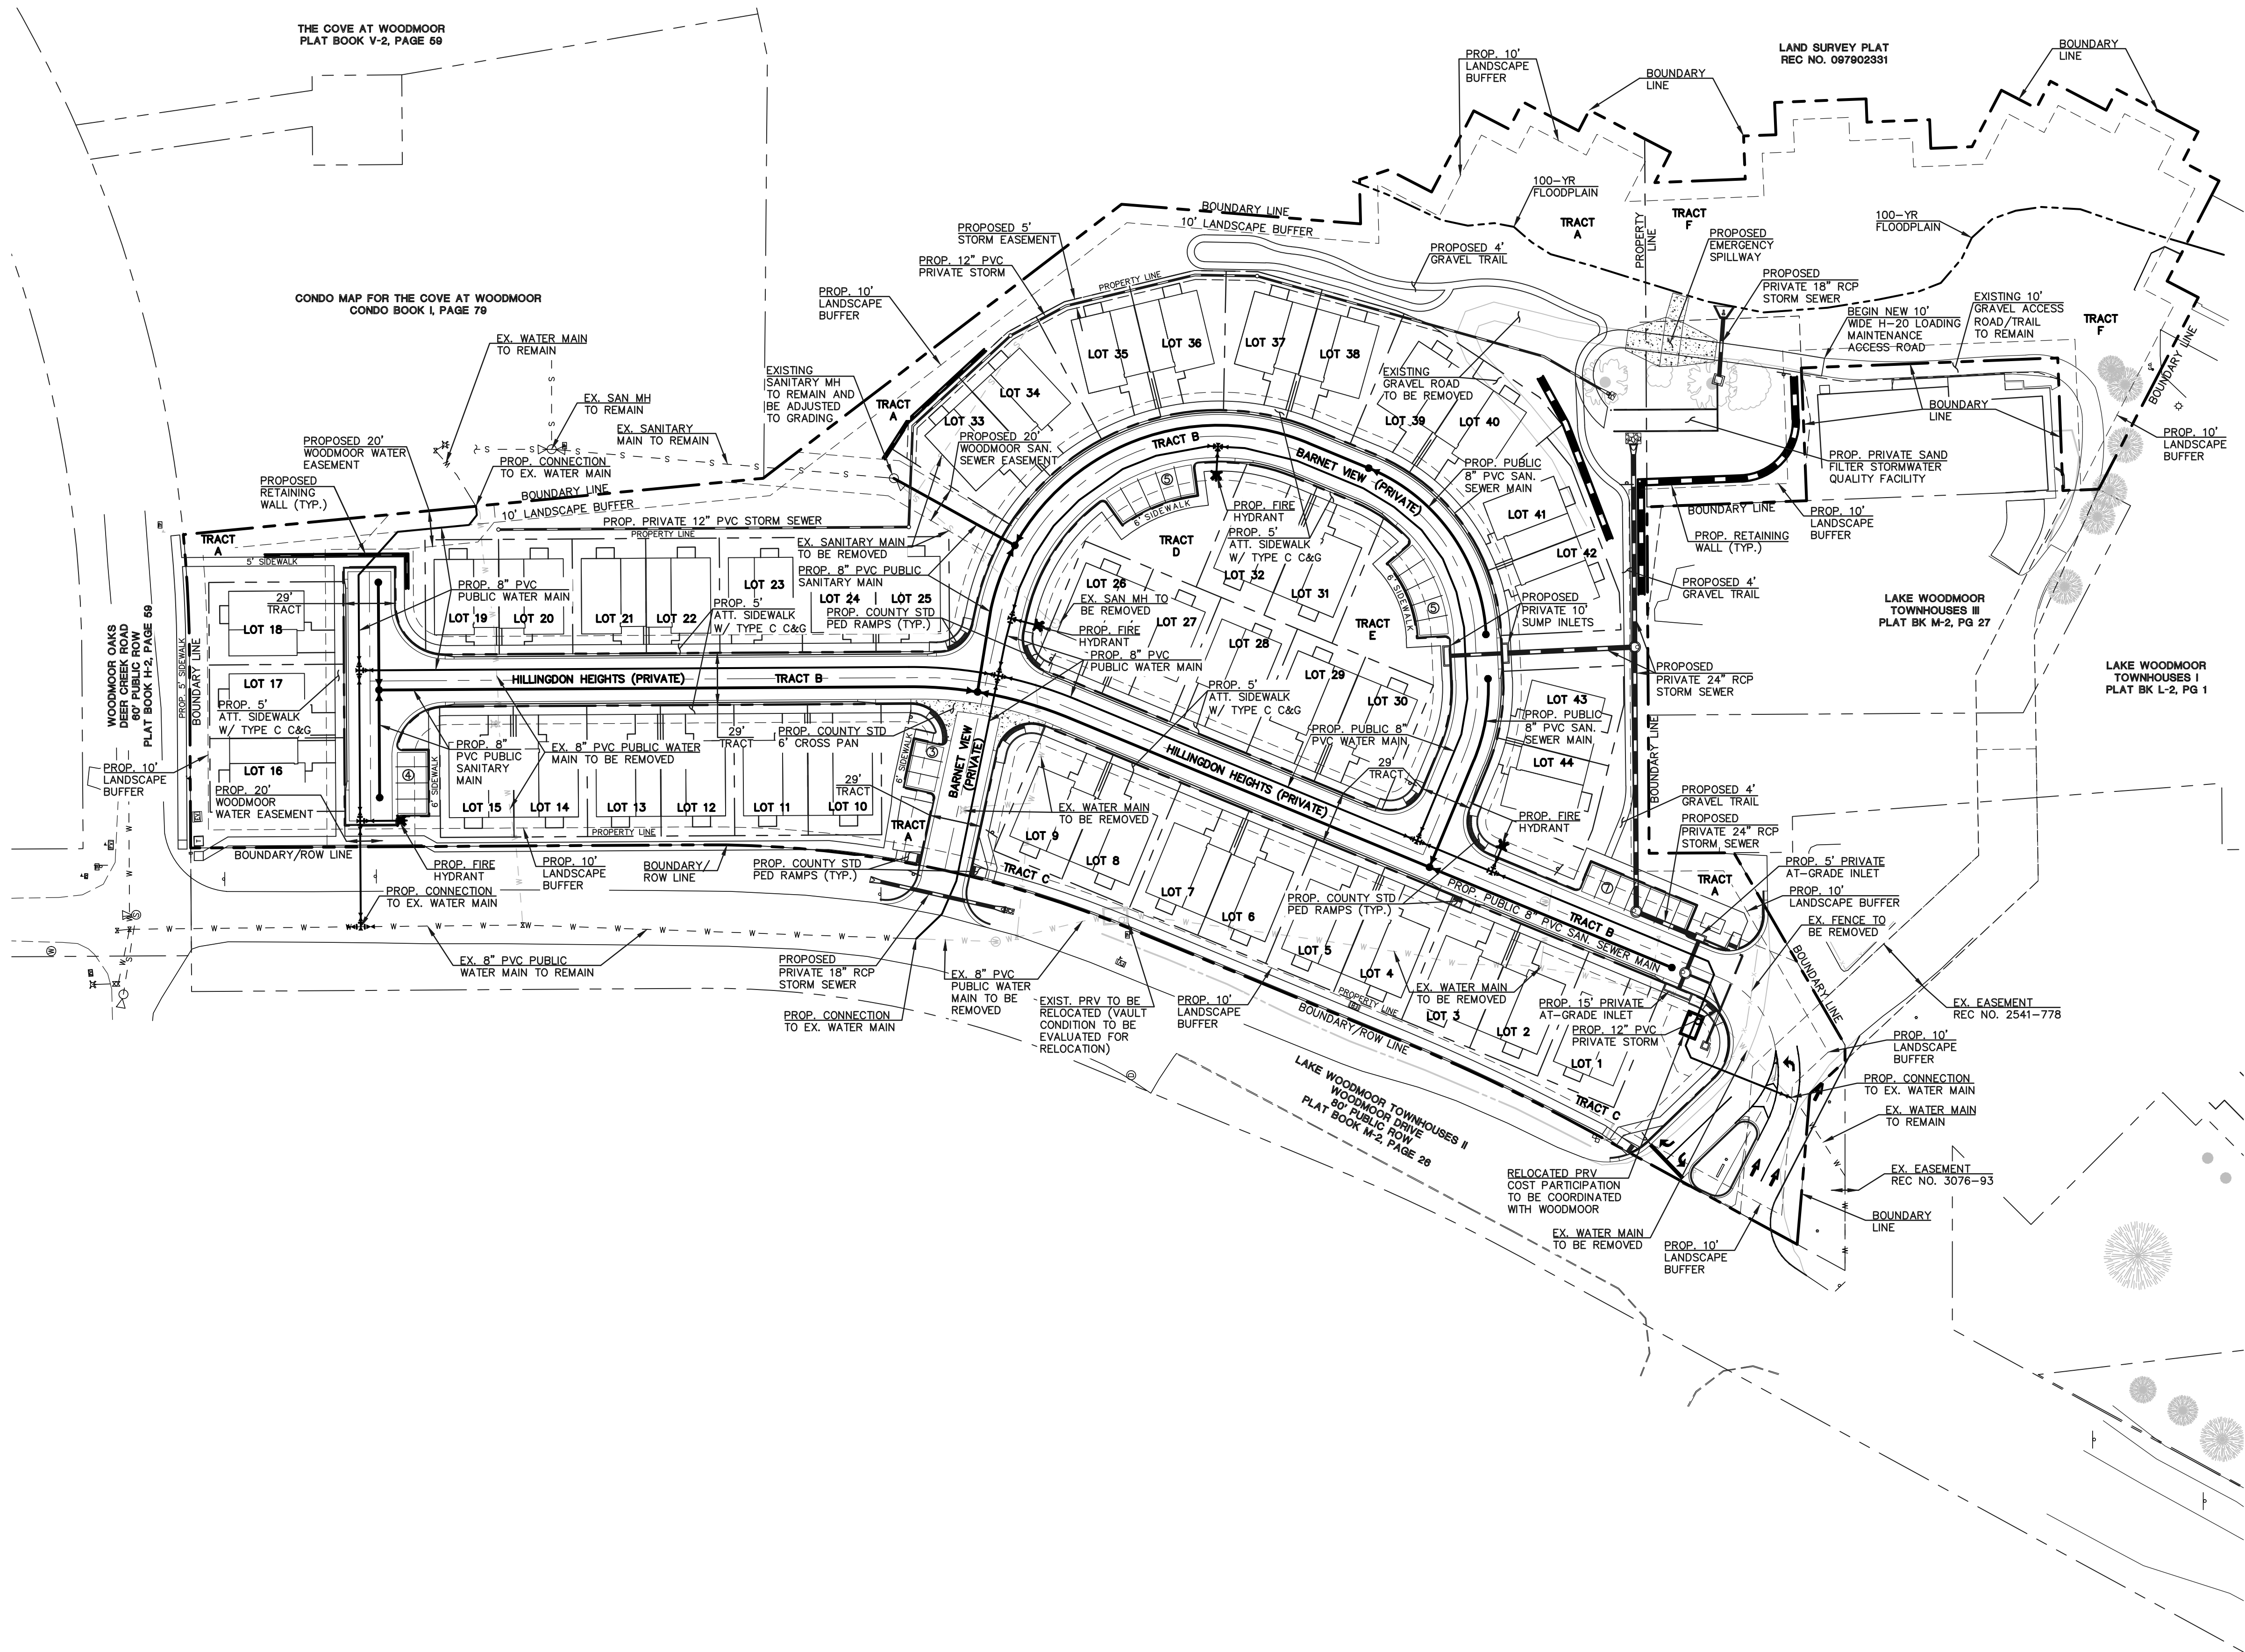 THE COVE AT WOODMOOR
PLAT BOOK V-2, PAGE 59
LAND SURVEY PLAT
REC NO. 097902331
BOUNDARY
LINE
PROP. 10'
LANDSCAPE
BUFFER
BOUNDARY
LINE
100-YR
FLOODPLAIN
TRACT
A
PROPERTY
LINE
TRACT
F
100-YR
FLOODPLAIN
BOUNDARY LINE
10' LANDSCAPE BUFFER
PROPOSED 5'
STORM EASEMENT
PROP. 12" PVC
PRIVATE STORM
PROPOSED 4'
GRAVEL TRAIL
PROPOSED
EMERGENCY
SPILLWAY
PROPOSED
PRIVATE 18" RCP
STORM SEWER
BEGIN NEW 10'
WIDE H-20 LOADING
MAINTENANCE
ACCESS ROAD
EXISTING 10'
GRAVEL ACCESS
ROAD/TRAIL
TO REMAIN
TRACT
F
BOUNDARY LINE
CONDO MAP FOR THE COVE AT WOODMOOR
CONDO BOOK I, PAGE 79
PROP. 10'
LANDSCAPE
BUFFER
PROPERTY LINE
EX. WATER MAIN
TO REMAIN
EX. SAN MH
TO REMAIN
EX. SANITARY
MAIN TO REMAIN
EXISTING
SANITARY MH
TO REMAIN AND
BE ADJUSTED
TO GRADING
TRACT
A
LOT 33
LOT 34
LOT 35
LOT 36
LOT 37
LOT 38
LOT 39
LOT 40
EXISTING
GRAVEL ROAD
TO BE REMOVED
BOUNDARY
LINE
PROP. 10'
LANDSCAPE
BUFFER
PROPOSED 20'
WOODMOOR WATER
EASEMENT
PROPOSED
RETAINING
WALL (TYP.)
PROP. CONNECTION
TO EX. WATER MAIN
BOUNDARY LINE
10' LANDSCAPE BUFFER
PROPOSED 20'
WOODMOOR SAN.
SEWER EASEMENT
TRACT B
BARNET VIEW (PRIVATE)
PROP. PUBLIC
8" PVC SAN.
SEWER MAIN
PROP. PRIVATE SAND
FILTER STORMWATER
QUALITY FACILITY
BOUNDARY LINE
PROP. 10'
LANDSCAPE
BUFFER
PROP. RETAINING
WALL (TYP.)
PROPOSED 4'
GRAVEL TRAIL
PROP. PRIVATE 12" PVC STORM SEWER
PROPERTY LINE
EX. SANITARY MAIN
TO BE REMOVED
PROP. 8" PVC PUBLIC
SANITARY MAIN
5
6' SIDEWALK
PROP. FIRE
HYDRANT
PROP. 5'
ATT. SIDEWALK
W/ TYPE C C&G
LOT 41
LOT 42
TRACT
D
TRACT
A
5' SIDEWALK
29'
TRACT
LOT 18
PROP. 8" PVC
PUBLIC WATER MAIN
LOT 19
LOT 20
LOT 21
LOT 22
LOT 23
LOT 24
LOT 25
PROP. 5'
ATT. SIDEWALK
W/ TYPE C C&G
PROP. COUNTY STD
PED RAMPS (TYP.)
LOT 26
EX. SAN MH TO
BE REMOVED
LOT 27
LOT 28
PROP. FIRE
HYDRANT
PROP. 8" PVC
PUBLIC WATER MAIN
LOT 32
LOT 31
TRACT
E
6' SIDEWALK
5
PROPOSED
PRIVATE 10'
SUMP INLETS
LAKE WOODMOOR
TOWNHOUSES III
PLAT BK M-2, PG 27
LAKE WOODMOOR
TOWNHOUSES I
PLAT BK L-2, PG 1
WOODMOOR OAKS
DEER CREEK ROAD
60' PUBLIC ROW
PLAT BOOK H-2, PAGE 59
PROP. 5' SIDEWALK
BOUNDARY LINE
LOT 17
PROP. 5'
ATT. SIDEWALK
W/ TYPE C C&G
HILLINGDON HEIGHTS (PRIVATE)
TRACT B
PROP. 5'
ATT. SIDEWALK
W/ TYPE C C&G
LOT 29
LOT 30
PROP. PUBLIC 8"
PVC WATER MAIN
LOT 43
PROP. PUBLIC
8" PVC SAN.
SEWER MAIN
PROPOSED
PRIVATE 24" RCP
STORM SEWER
BOUNDARY LINE
LOT 16
PROP. 10'
LANDSCAPE
BUFFER
PROP. 20'
WOODMOOR
WATER EASEMENT
4
6' SIDEWALK
PROP. 8"
PVC PUBLIC
SANITARY
MAIN
EX. 8" PVC PUBLIC WATER
MAIN TO BE REMOVED
29'
TRACT
PROP. COUNTY STD
6' CROSS PAN
3
6' SIDEWALK
BARNET VIEW
(PRIVATE)
29'
TRACT
HILLINGDON HEIGHTS (PRIVATE)
29'
TRACT
LOT 44
LOT 15
LOT 14
LOT 13
LOT 12
LOT 11
LOT 10
PROPERTY LINE
TRACT
A
EX. WATER MAIN
TO BE REMOVED
PROP. FIRE
HYDRANT
PROPOSED 4'
GRAVEL TRAIL
PROPOSED
PRIVATE 24" RCP
STORM SEWER
BOUNDARY/ROW LINE
PROP. FIRE
HYDRANT
PROP. 10'
LANDSCAPE
BUFFER
BOUNDARY/
ROW LINE
PROP. COUNTY STD
PED RAMPS (TYP.)
TRACT C
LOT 9
LOT 8
LOT 7
LOT 6
PROP. COUNTY STD
PED RAMPS (TYP.)
PROP. PUBLIC 8" PVC SAN. SEWER MAIN
TRACT B
7
TRACT
A
PROP. 5' PRIVATE
AT-GRADE INLET
PROP. 10'
LANDSCAPE BUFFER
EX. FENCE TO
BE REMOVED
BOUNDARY LINE
PROP. CONNECTION
TO EX. WATER MAIN
EX. 8" PVC PUBLIC
WATER MAIN TO REMAIN
PROPOSED
PRIVATE 18" RCP
STORM SEWER
PROP. CONNECTION
TO EX. WATER MAIN
EX. 8" PVC
PUBLIC WATER
MAIN TO BE
REMOVED
EXIST. PRV TO BE
RELOCATED (VAULT
CONDITION TO BE
EVALUATED FOR
RELOCATION)
PROP. 10'
LANDSCAPE
BUFFER
LOT 5
LOT 4
PROPERTY LINE
EX. WATER MAIN
TO BE REMOVED
LOT 3
LOT 2
LOT 1
BOUNDARY/ROW LINE
PROP. 15' PRIVATE
AT-GRADE INLET
PROP. 12" PVC
PRIVATE STORM
EX. EASEMENT
REC NO. 2541-778
PROP. 10'
LANDSCAPE
BUFFER
PROP. CONNECTION
TO EX. WATER MAIN
EX. WATER MAIN
TO REMAIN
EX. EASEMENT
REC NO. 3076-93
BOUNDARY
LINE
TRACT C
LAKE WOODMOOR TOWNHOUSES II
WOODMOOR DRIVE
80' PUBLIC ROW
PLAT BOOK M-2, PAGE 26
RELOCATED PRV
COST PARTICIPATION
TO BE COORDINATED
WITH WOODMOOR
EX. WATER MAIN
TO BE REMOVED
PROP. 10'
LANDSCAPE
BUFFER